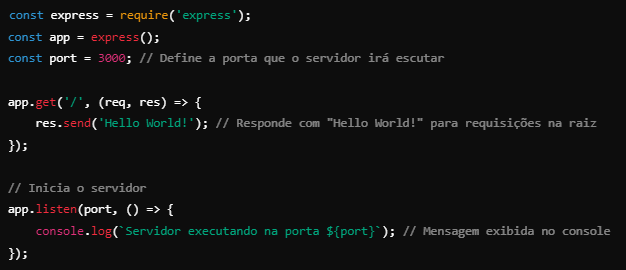 const express = require('express');
const app = express();
const port = 3000; // Define a porta que o servidor irá escutar
app.get('/', (req, res) => {
res.send('Hello World!'); // Responde com "Hello World!" para requisições na raiz
});
// Inicia o servidor
app.listen(port, () => {
console.log(`Servidor executando na porta ${port}`); // Mensagem exibida no console
});